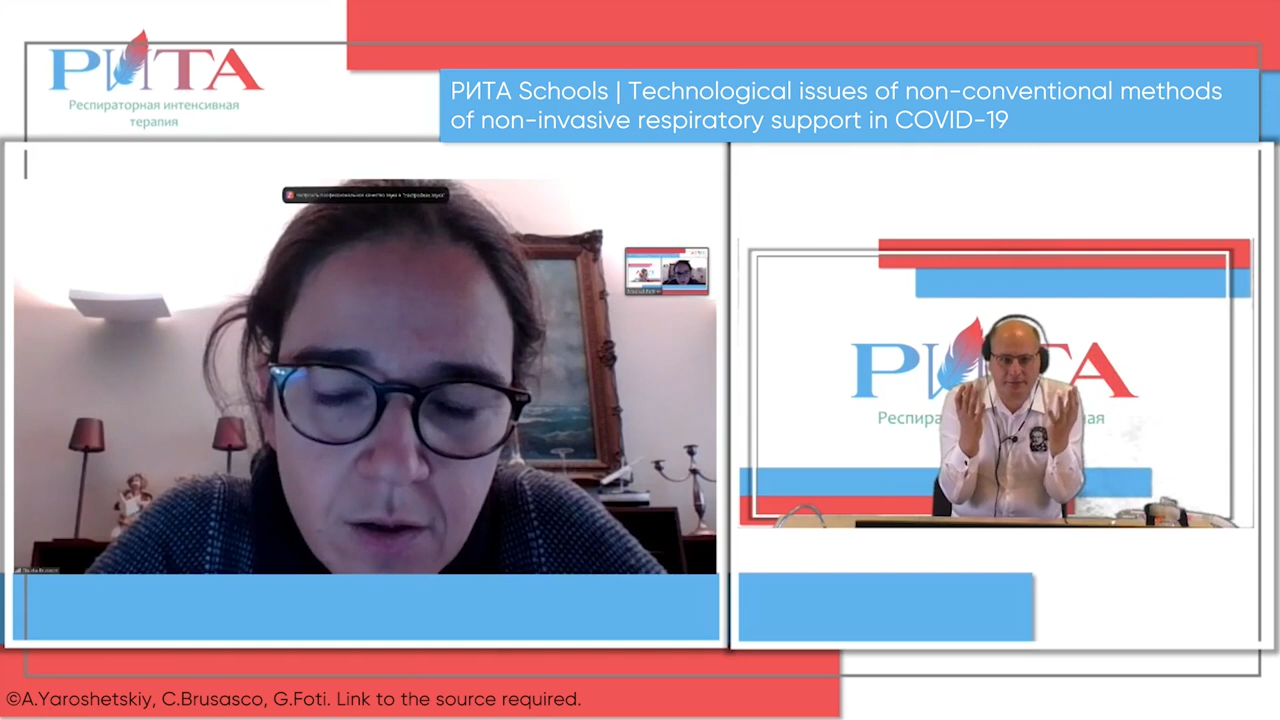 РИТА
Респираторная интенсивная
терапия
РИТА Schools | Technological issues of non-conventional methods
of non-invasive respiratory support in COVID-19
©A.Yaroshetskiy, C.Brusasco, G.Foti. Link to the source required.